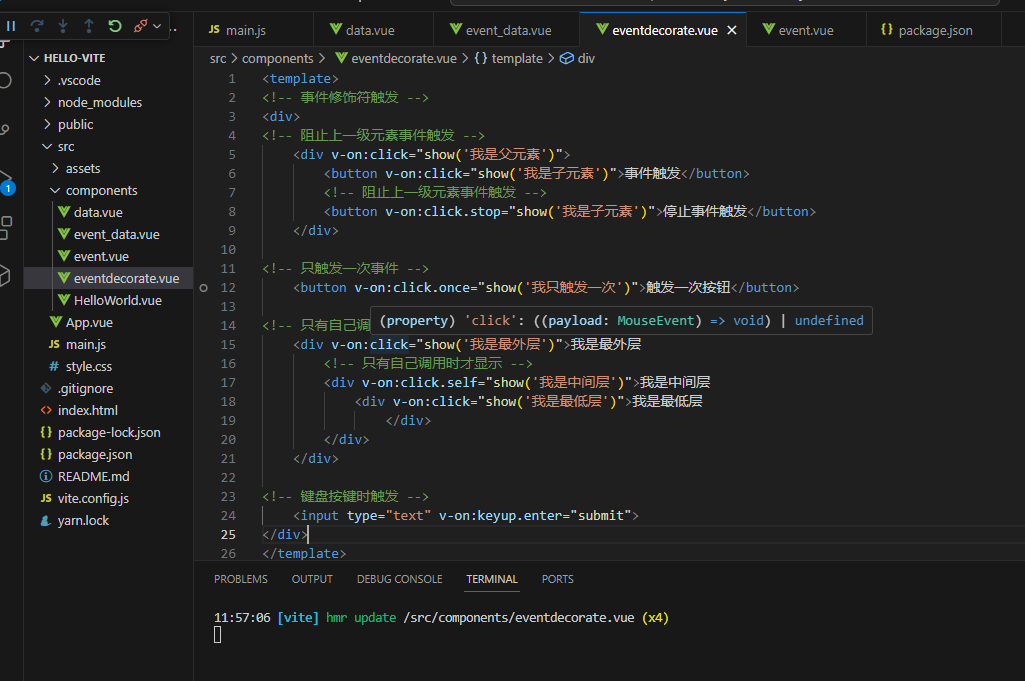 JS main.js
data.vue
event_data.vue
eventdecorate.vue
event.vue
{} package.json
HELLO-VITE
.vscode
node_modules
public
src
assets
components
data.vue
event_data.vue
event.vue
eventdecorate.vue
HelloWorld.vue
App.vue
JS main.js
# style.css
.gitignore
<> index.html
{} package-lock.json
{} package.json
README.md
JS vite.config.js
yarn.lock
1
src > components > eventdecorate.vue > {} template > div
1 <template>
2 <!-- 事件修饰符触发 -->
3 <div>
4 <!-- 阻止上一级元素事件触发 -->
5 <div v-on:click="show('我是父元素')">
6 <button v-on:click="show('我是子元素')">事件触发</button>
7 <!-- 阻止上一级元素事件触发 -->
8 <button v-on:click.stop="show('我是子元素')">停止事件触发</button>
9 </div>
10
11 <!-- 只触发一次事件 -->
12 <button v-on:click.once="show('我只触发一次')">触发一次按钮</button>
13
(property) 'click': ((payload: MouseEvent) => void) | undefined
14 <!-- 只有自己调
15 <div v-on:click="show('我是最外层')">我是最外层
16 <!-- 只有自己调用时才显示 -->
17 <div v-on:click.self="show('我是中间层')">我是中间层
18 <div v-on:click="show('我是最低层')">我是最低层
19 </div>
20 </div>
21 </div>
22
23 <!-- 键盘按键时触发 -->
24 <input type="text" v-on:keyup.enter="submit">
25 </div>
26 </template>
PROBLEMS OUTPUT DEBUG CONSOLE TERMINAL PORTS
11:57:06 [vite] hmr update /src/components/eventdecorate.vue (x4)